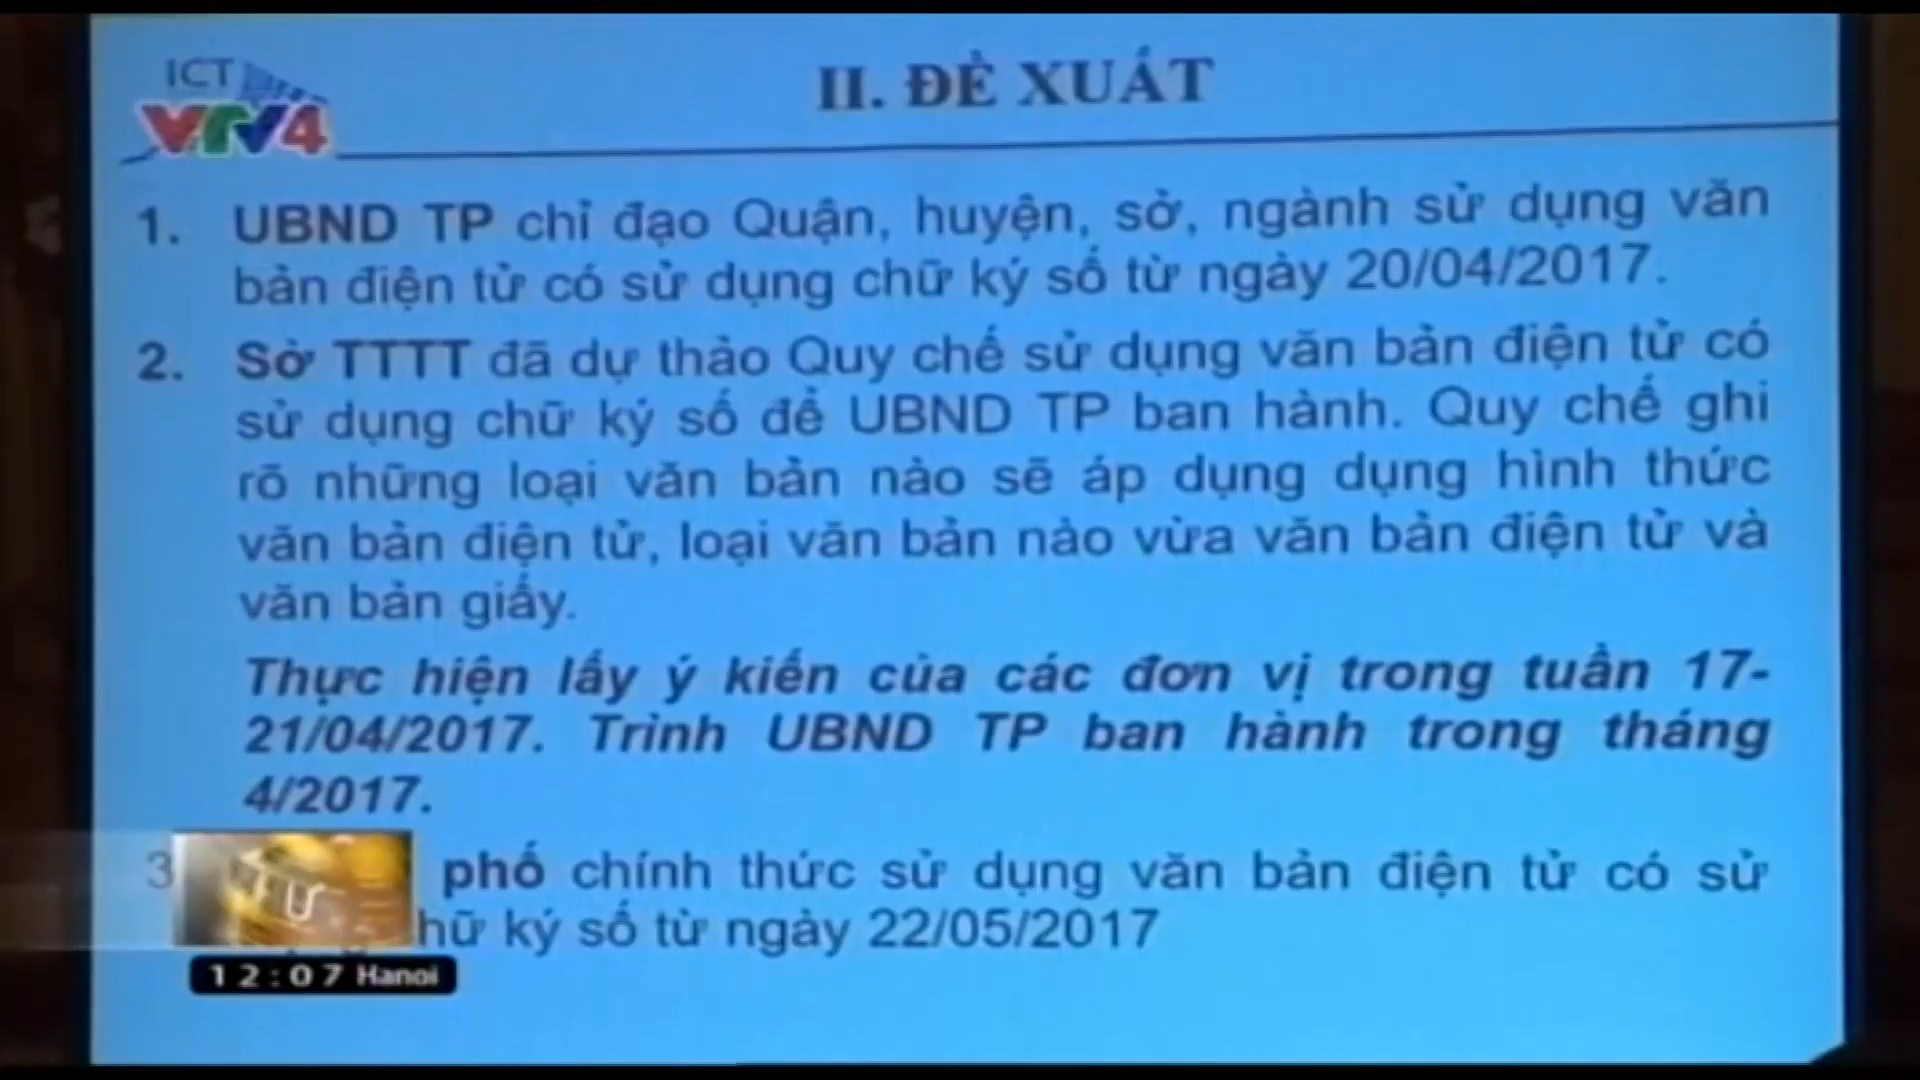 ICT
VTV4
II. ĐỀ XUẤT
1. UBND TP chỉ đạo Quận, huyện, sở, ngành sử dụng văn
bản điện tử có sử dụng chữ ký số từ ngày 20/04/2017.
2. Sở TTTT đã dự thảo Quy chế sử dụng văn bản điện tử có
sử dụng chữ ký số để UBND TP ban hành. Quy chế ghi
rõ những loại văn bản nào sẽ áp dụng dụng hình thức
văn bản điện tử, loại văn bản nào vừa văn bản điện tử và
văn bản giấy.
Thực hiện lấy ý kiến của các đơn vị trong tuần 17-
21/04/2017. Trình UBND TP ban hành trong tháng
4/2017.
3 phố chính thức sử dụng văn bản điện tử có sử
ký số từ ngày 22/05/2017
12:07 Hanoi